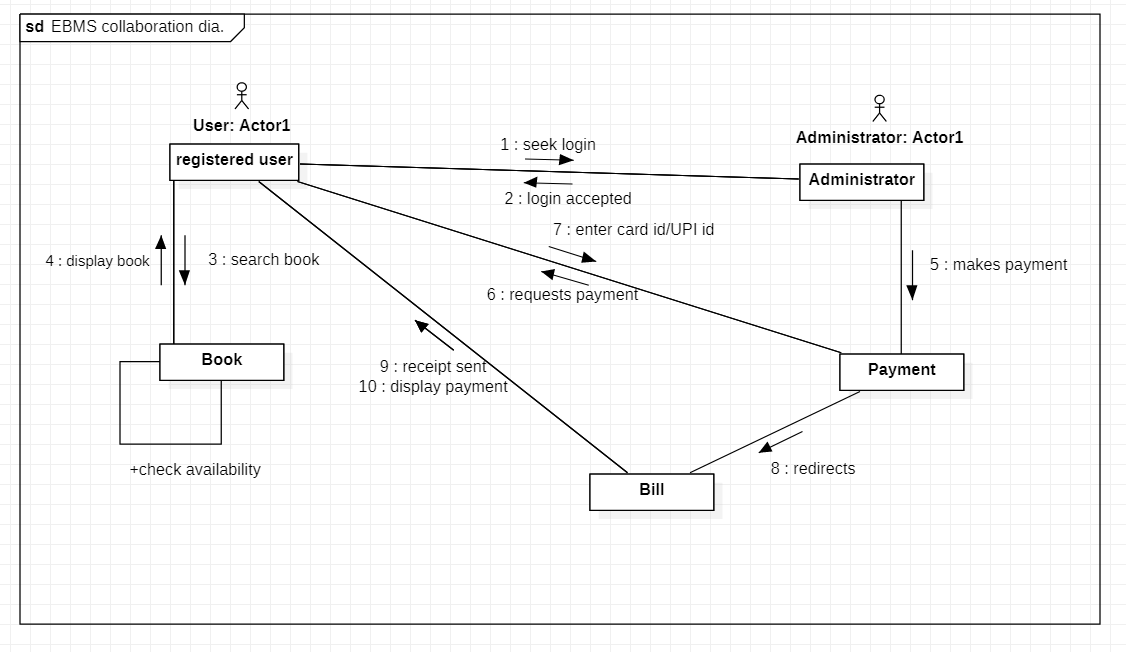 sd EBMS collaboration dia.
User: Actor1
registered user
Administrator: Actor1
Administrator
1 : seek login
2 : login accepted
7 : enter card id/UPI id
6 : requests payment
4 : display book
3 : search book
5 : makes payment
Book
+check availability
9 : receipt sent
10 : display payment
Payment
8 : redirects
Bill